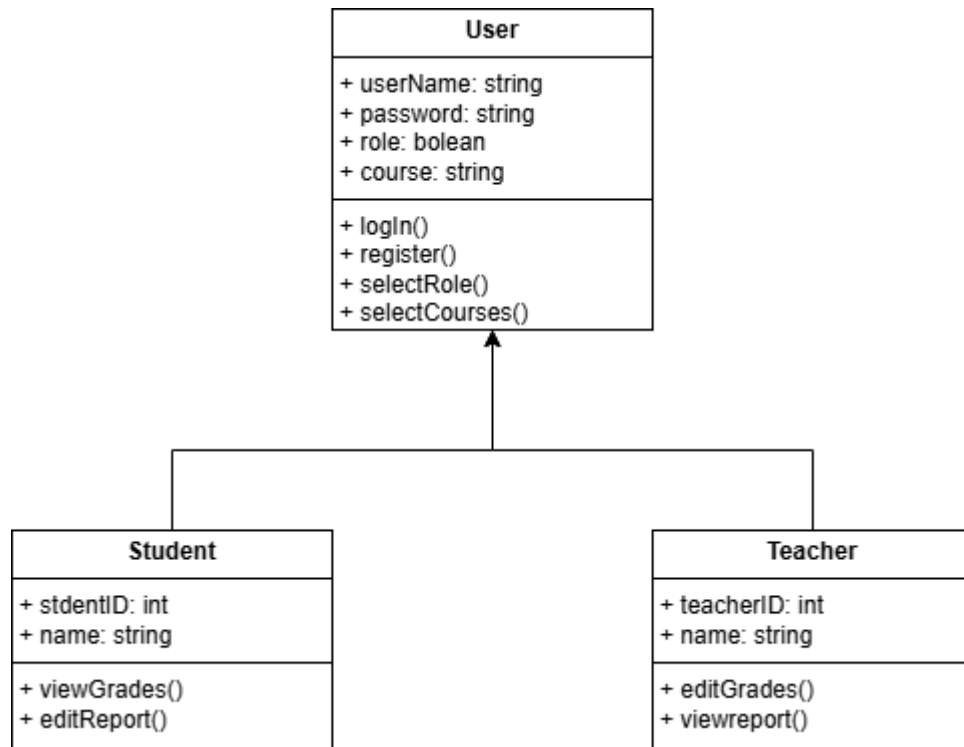 User
+ userName: string
+ password: string
+ role: bolean
+ course: string
+ logIn()
+ register()
+ selectRole()
+ selectCourses()
Student
+ stdentID: int
+ name: string
+ viewGrades()
+ editReport()
Teacher
+ teacherID: int
+ name: string
+ editGrades()
+ viewreport()